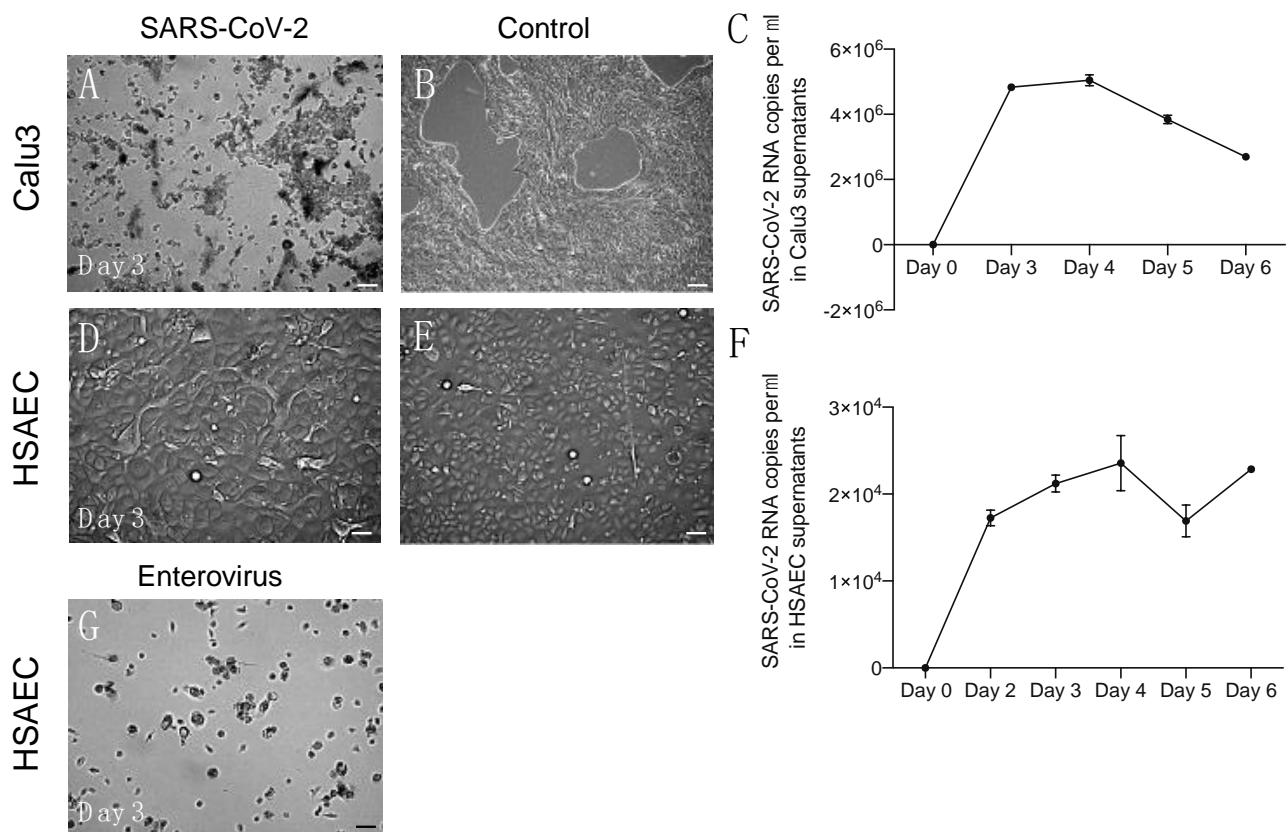 SARS-CoV-2
Control
Calu3
A
Day 3
B
C
SARS-CoV-2 RNA copies per ml
in Calu3 supernatants
6×10⁶
4×10⁶
2×10⁶
0
-2×10⁶
Day 0
Day 3
Day 4
Day 5
Day 6
HSAEC
D
Day 3
E
F
SARS-CoV-2 RNA copies per ml
in HSAEC supernatants
3×10⁴
2×10⁴
1×10⁴
0
Day 0
Day 2
Day 3
Day 4
Day 5
Day 6
Enterovirus
HSAEC
G
Day 3